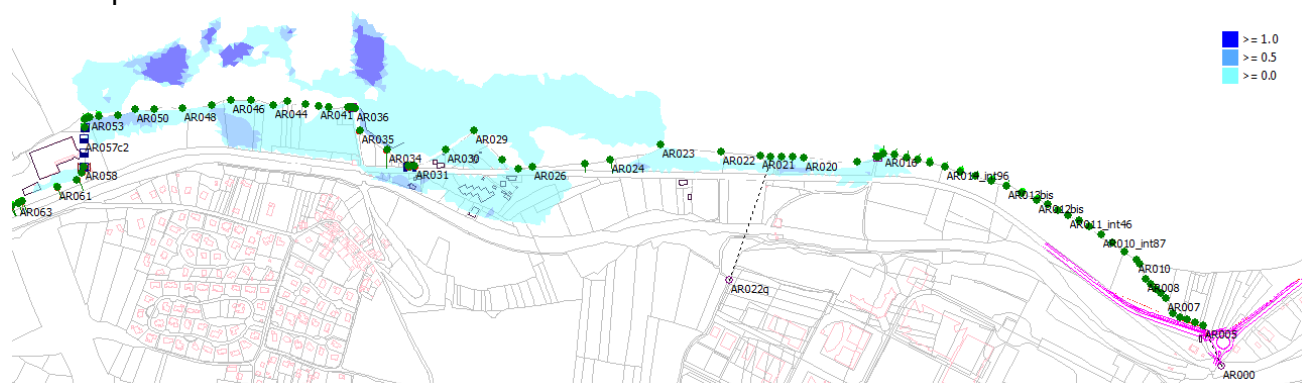 >= 1.0
>= 0.5
>= 0.0
AR053
AR050
AR048
AR046
AR044
AR041
AR036
AR057c2
AR035
AR034
AR029
AR030
AR031
AR026
AR024
AR023
AR022
AR021
AR020
AR016
AR058
AR061
AR063
AR013bis
AR012bis
AR011_int46
AR010_int87
AR010
AR008
AR007
AR005
AR000
AR022q